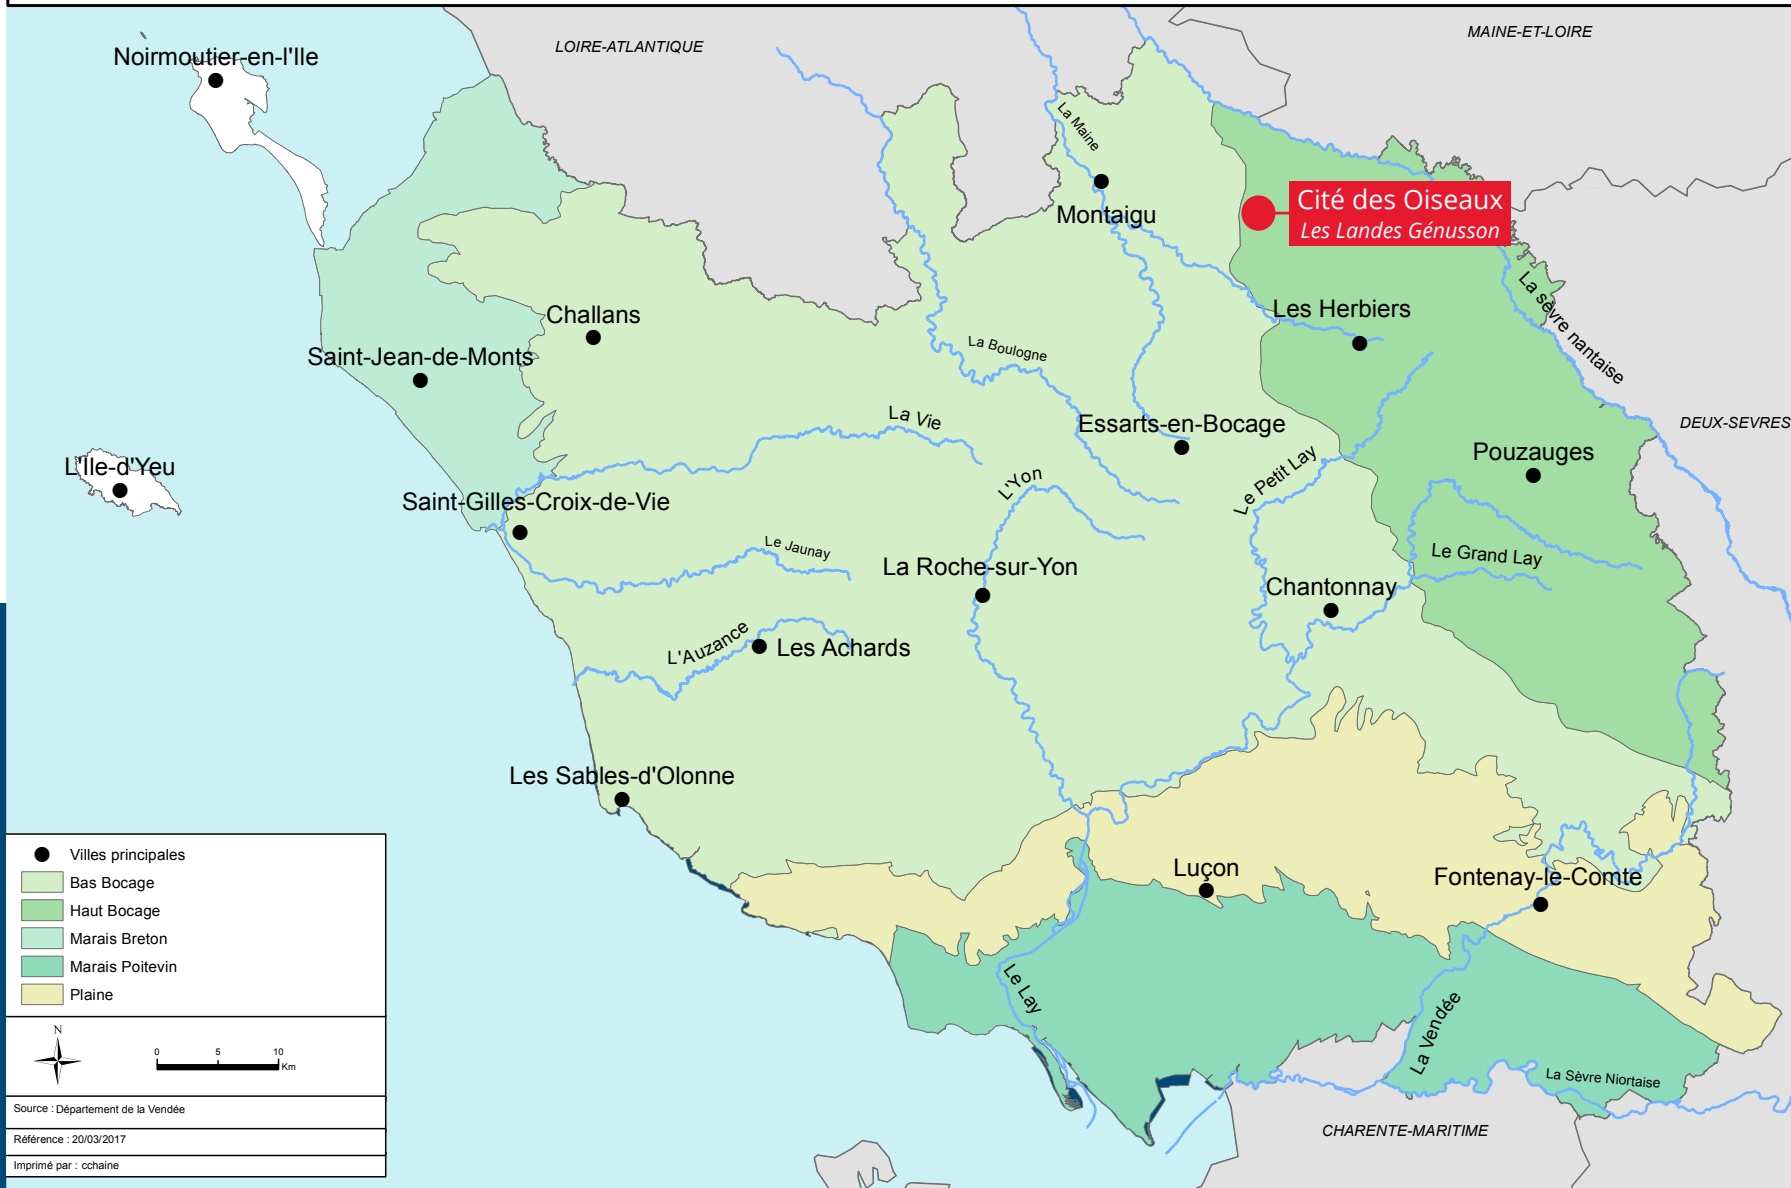 LOIRE-ATLANTIQUE
MAINE-ET-LOIRE
Noirmoutier-en-l'Ile
La Maine
Montaigu
Cité des Oiseaux
Les Landes Génusson
La sèvre nantaise
Challans
Les Herbiers
Saint-Jean-de-Monts
La Boulogne
La Vie
Essarts-en-Bocage
DEUX-SEVRES
L'Ile-d'Yeu
Pouzauges
Le Petit Lay
L'Yon
Saint-Gilles-Croix-de-Vie
Le Jaunay
La Roche-sur-Yon
Le Grand Lay
Chantonnay
L'Auzance
Les Achards
Les Sables-d'Olonne
Luçon
Fontenay-le-Comte
Le Lay
La Vendée
La Sèvre Niortaise
CHARENTE-MARITIME
Villes principales
Bas Bocage
Haut Bocage
Marais Breton
Marais Poitevin
Plaine
N
0 5 10
Km
Source : Département de la Vendée
Référence : 20/03/2017
Imprimé par : cchaine